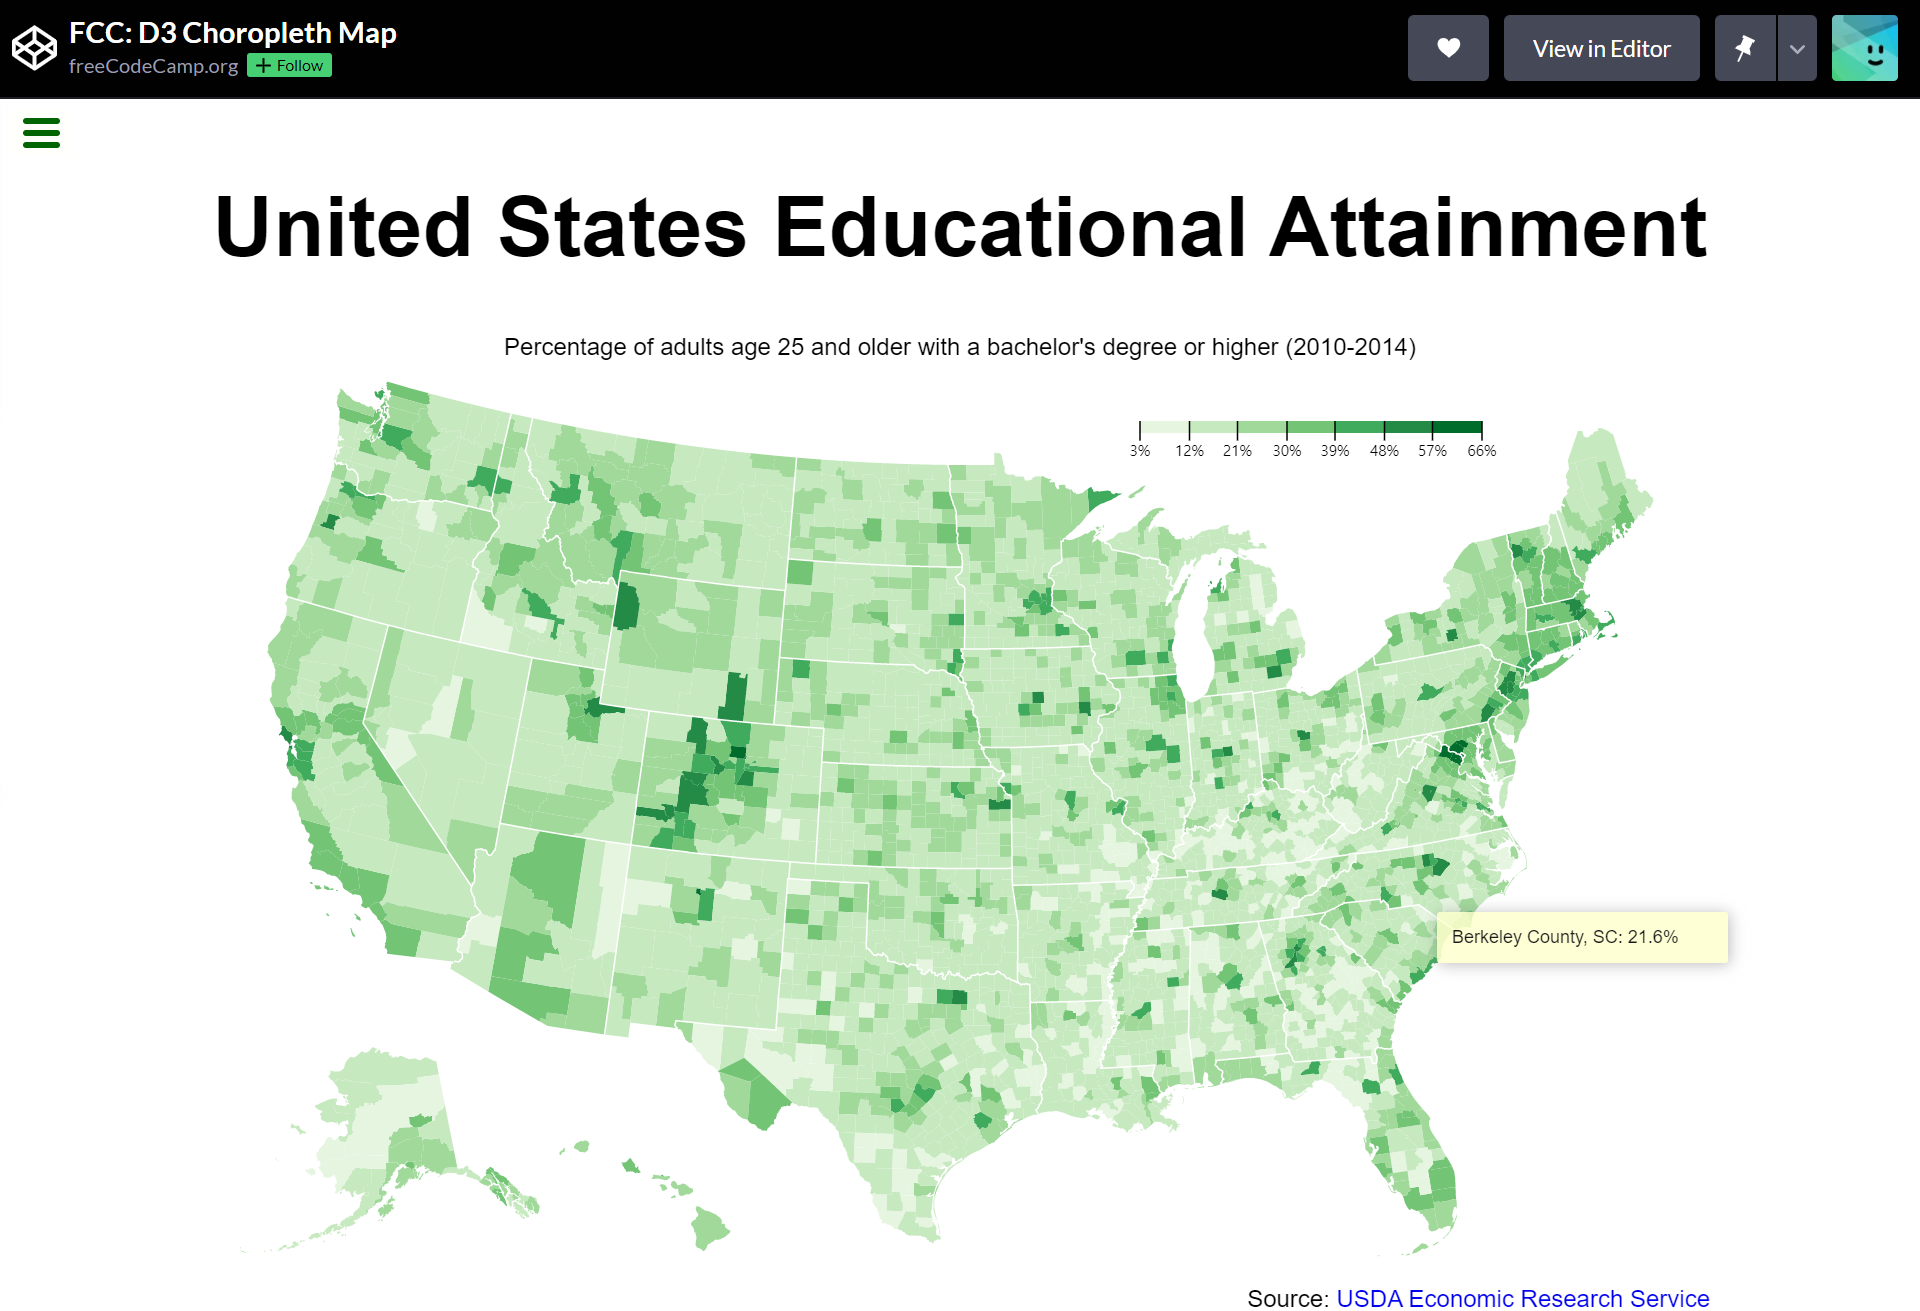 FCC: D3 Choropleth Map
freeCodeCamp.org + Follow
View in Editor
United States Educational Attainment
Percentage of adults age 25 and older with a bachelor's degree or higher (2010-2014)
3% 12% 21% 30% 39% 48% 57% 66%
Berkeley County, SC: 21.6%
Source: USDA Economic Research Service